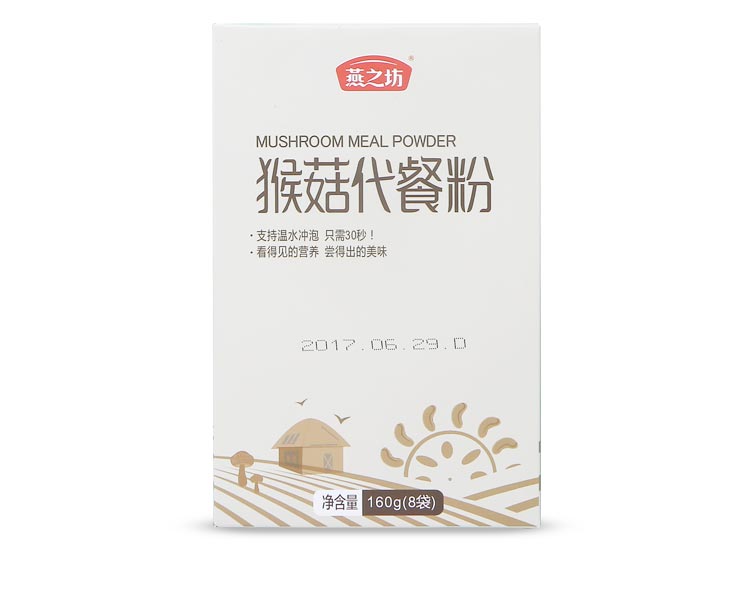 燕之坊®
MUSHROOM MEAL POWDER
猴菇代餐粉
·支持温水冲泡 只需30秒！
·看得见的营养 尝得出的美味
2017.06.29.D
净含量 160g(8袋)